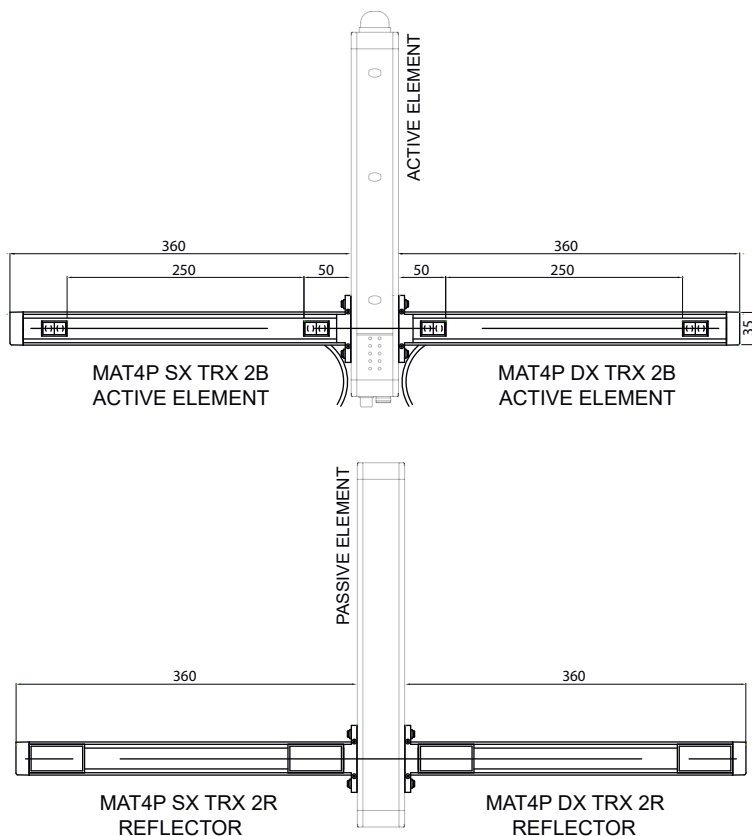 ACTIVE ELEMENT
360
360
250
50
50
250
35
MAT4P SX TRX 2B
ACTIVE ELEMENT
MAT4P DX TRX 2B
ACTIVE ELEMENT
PASSIVE ELEMENT
360
360
MAT4P SX TRX 2R
REFLECTOR
MAT4P DX TRX 2R
REFLECTOR